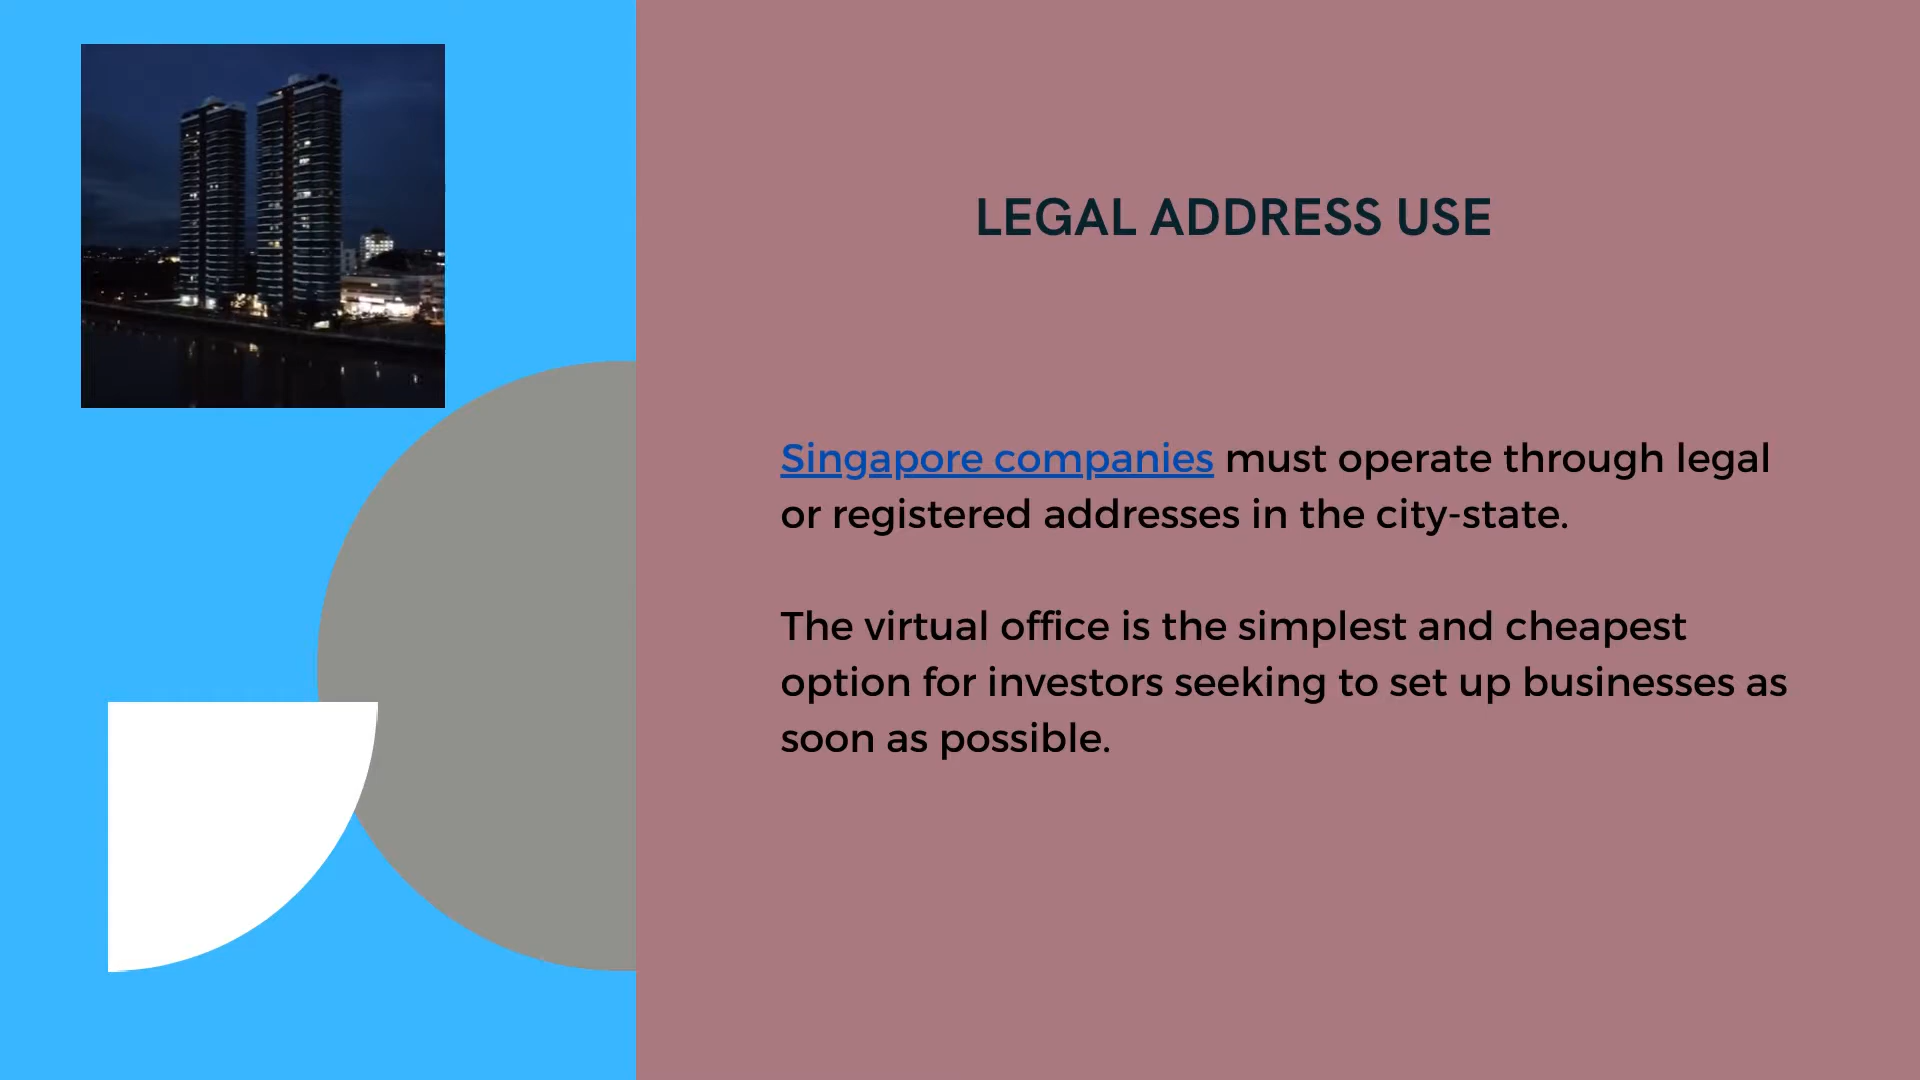 LEGAL ADDRESS USE
Singapore companies must operate through legal
or registered addresses in the city-state.
The virtual office is the simplest and cheapest
option for investors seeking to set up businesses as
soon as possible.